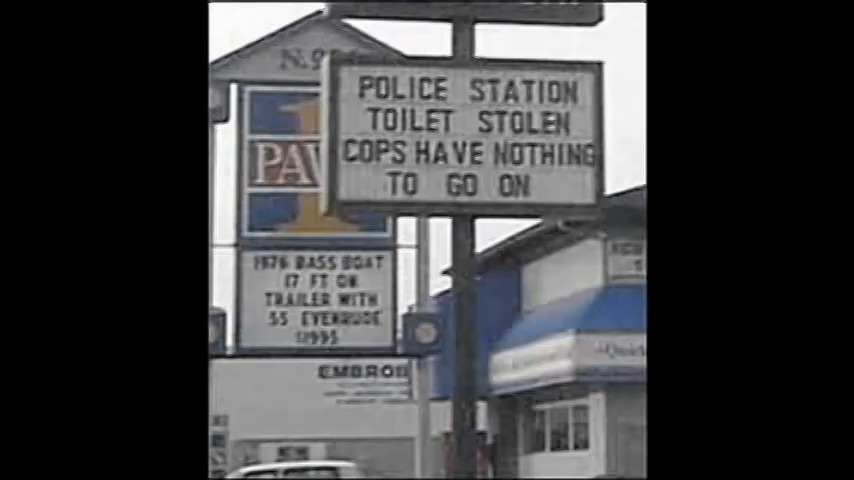 POLICE STATION
TOILET STOLEN
COPS HAVE NOTHING
TO GO ON
1
PAW
1976 BASS BOAT
17 FT ON
TRAILER WITH
55 EVENRUDE
$1995
EMBROI